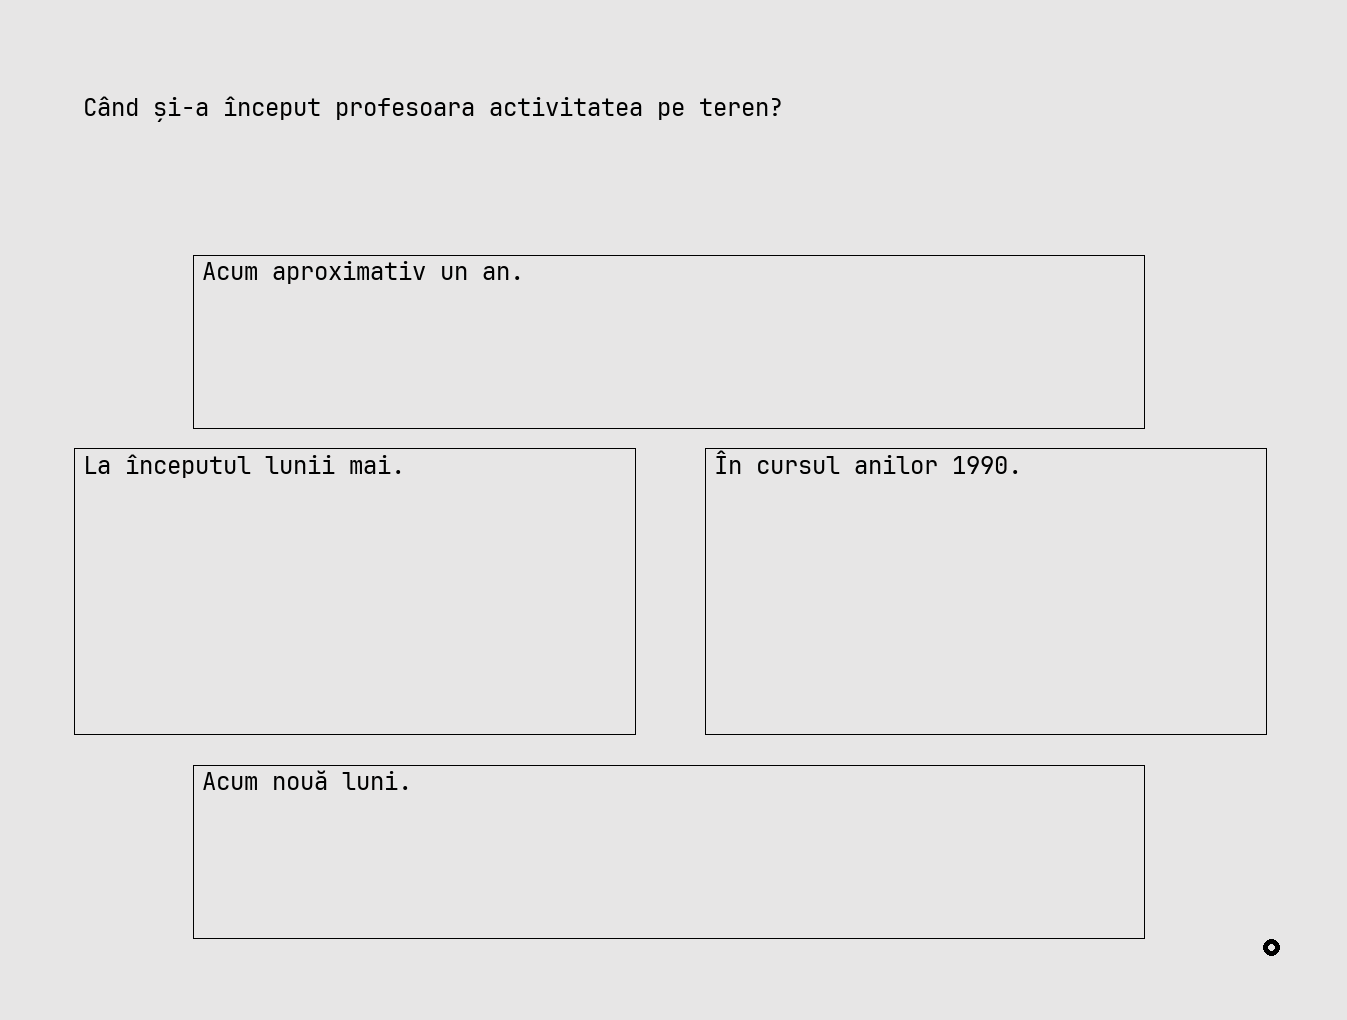 Când și-a început profesoara activitatea pe teren?
Acum aproximativ un an.
La începutul lunii mai.
În cursul anilor 1990.
Acum nouă luni.